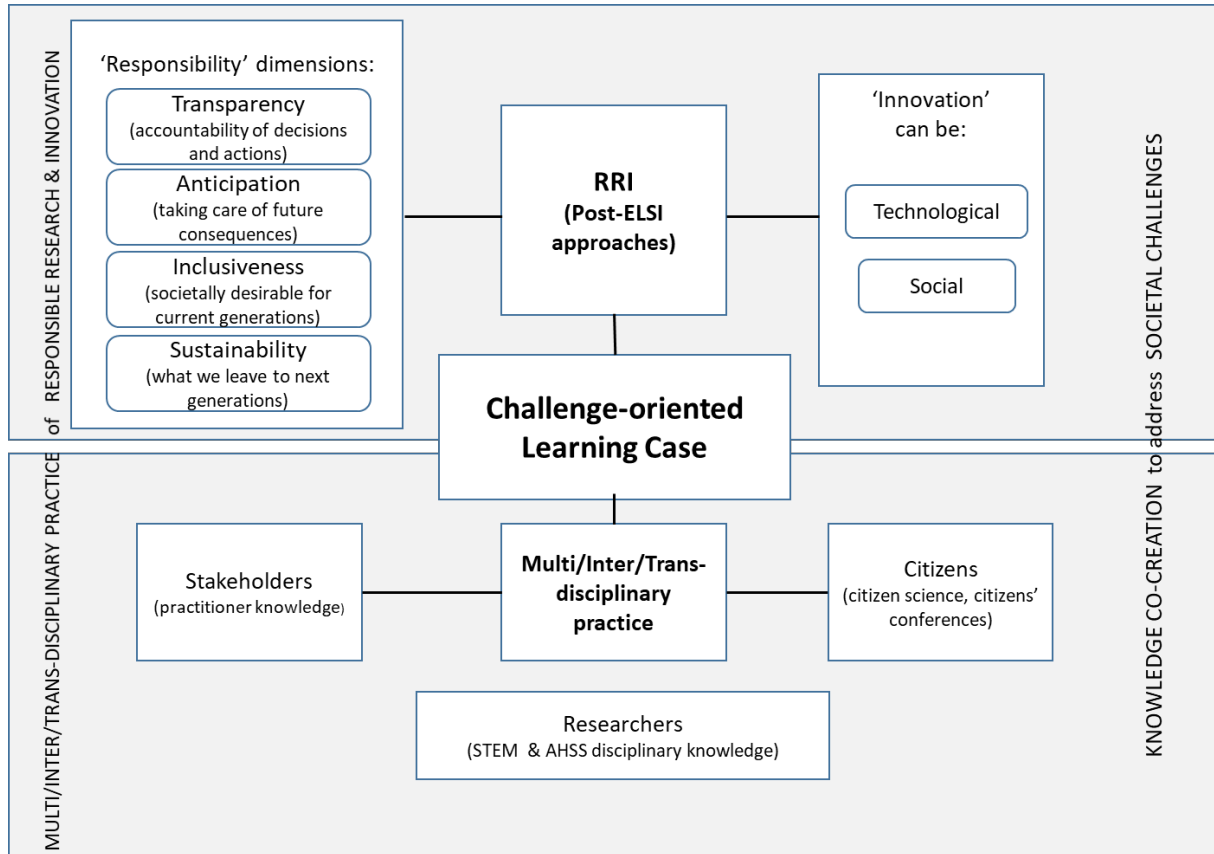 MULTI/INTER/TRANS-DISCIPLINARY PRACTICE of RESPONSIBLE RESEARCH & INNOVATION
‘Responsibility’ dimensions:
Transparency
(accountability of decisions
and actions)
Anticipation
(taking care of future
consequences)
Inclusiveness
(societally desirable for
current generations)
Sustainability
(what we leave to next
generations)
RRI
(Post-ELSI
approaches)
‘Innovation’
can be:
Technological
Social
Challenge-oriented
Learning Case
Stakeholders
(practitioner knowledge)
Multi/Inter/Trans-
disciplinary
practice
Citizens
(citizen science, citizens’
conferences)
Researchers
(STEM & AHSS disciplinary knowledge)
KNOWLEDGE CO-CREATION to address SOCIETAL CHALLENGES